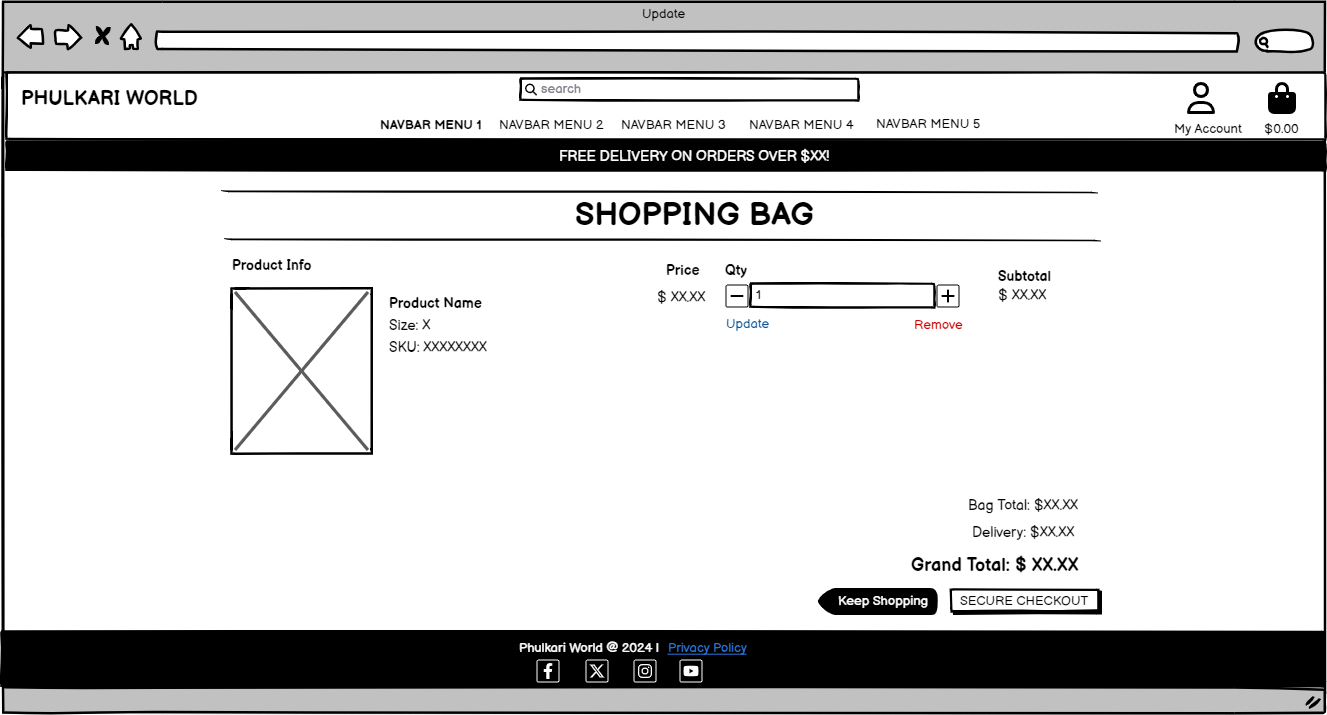 Update
PHULKARI WORLD
search
NAVBAR MENU 1 NAVBAR MENU 2 NAVBAR MENU 3 NAVBAR MENU 4 NAVBAR MENU 5
My Account $0.00
FREE DELIVERY ON ORDERS OVER $XX!
SHOPPING BAG
Product Info Price Qty Subtotal
Product Name $ XX.XX 1 $ XX.XX
Size: X Update Remove
SKU: XXXXXXXX
Bag Total: $XX.XX
Delivery: $XX.XX
Grand Total: $ XX.XX
Keep Shopping SECURE CHECKOUT
Phulkari World @ 2024 | Privacy Policy